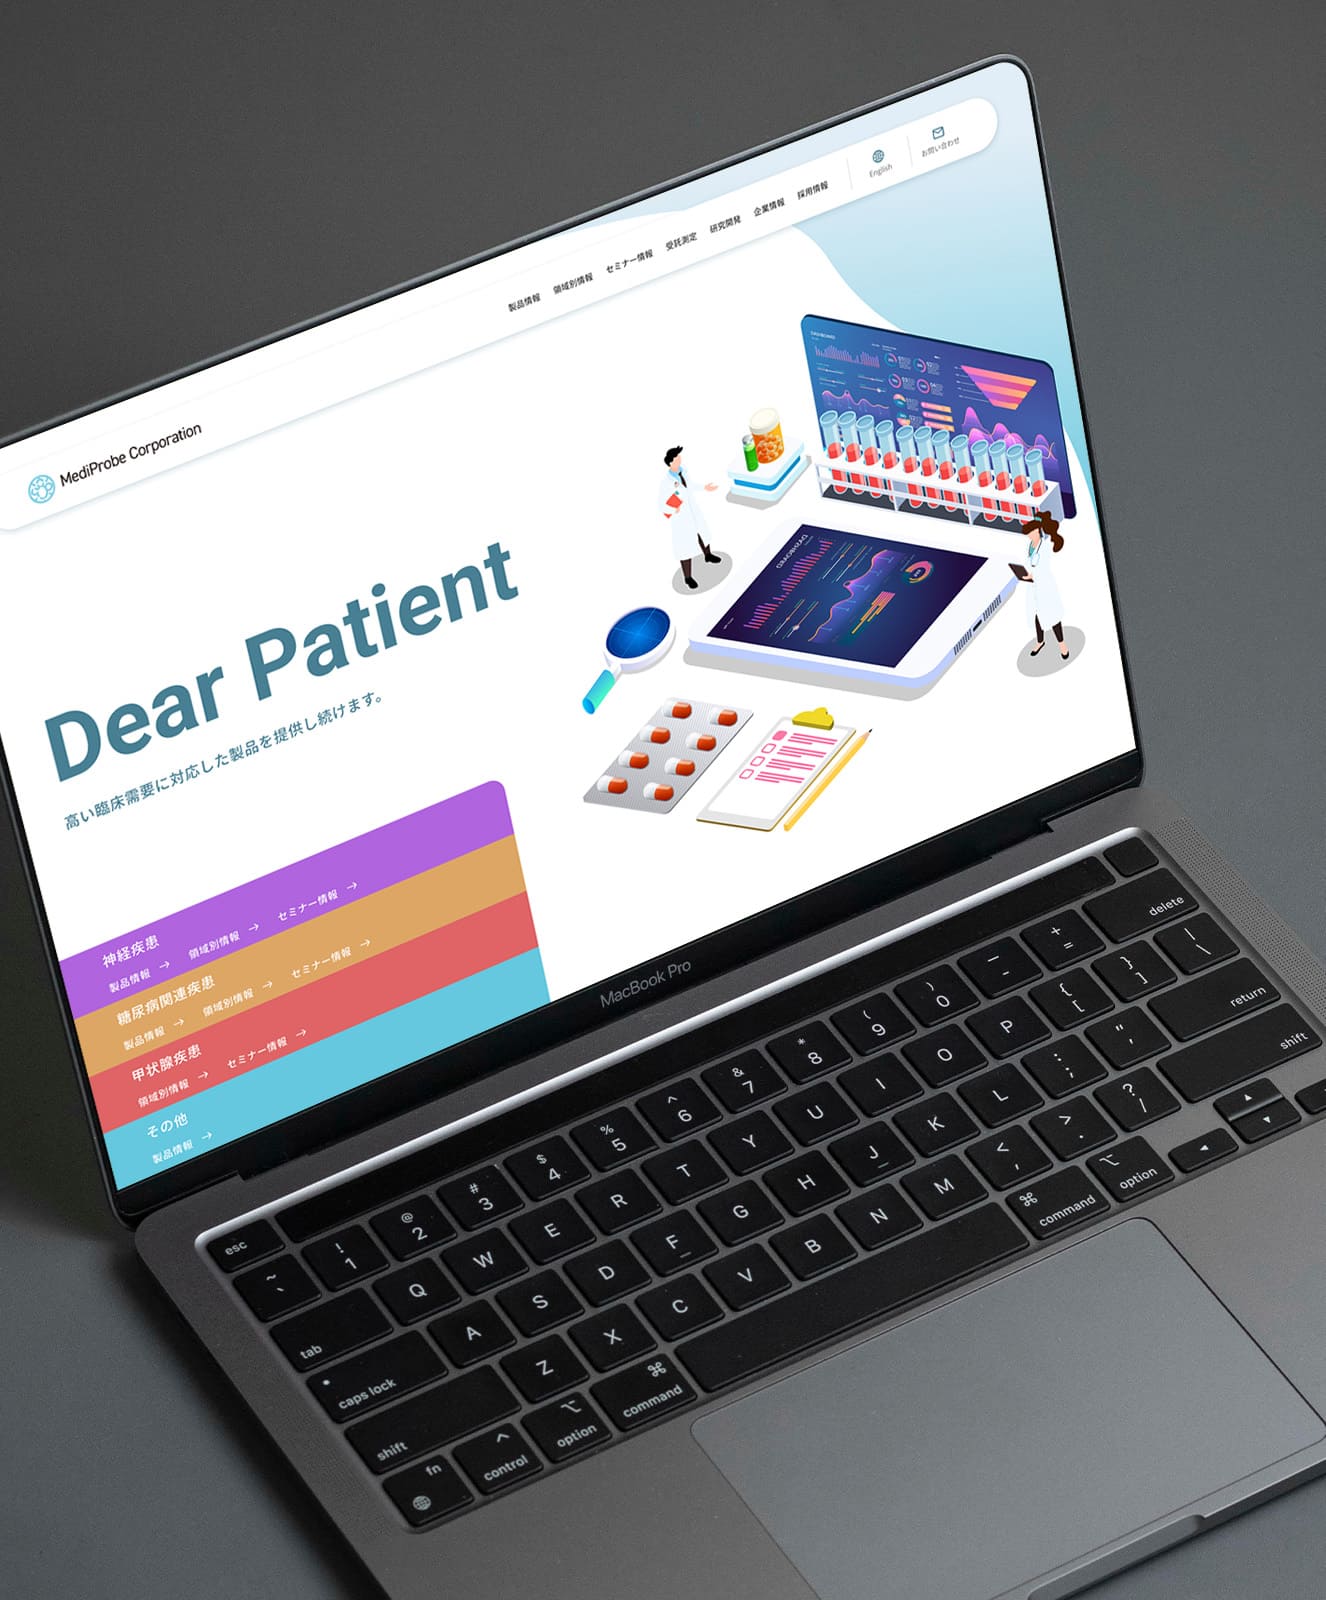 MediProbe Corporation
製品情報 領域別情報 セミナー情報 受託測定 研究開発 企業情報 採用情報
English
お問い合わせ
Dear Patient
高い臨床需要に対応した製品を提供し続けます。
DASHBOARD
DASHBOARD
神経疾患
製品情報 → 領域別情報 → セミナー情報 →
糖尿病関連疾患
製品情報 → 領域別情報 → セミナー情報 →
甲状腺疾患
領域別情報 → セミナー情報 →
その他
製品情報 →
MacBook Pro
esc
~ ` ! 1 @ 2 # 3 $ 4 % 5 ^ 6 & 7 * 8 ( 9 ) 0 _ - + = delete
tab Q W E R T Y U I O P { [ } ] | \
caps lock A S D F G H J K L : ; " ' return
shift Z X C V B N M < , > . ? / shift
fn control option command command option